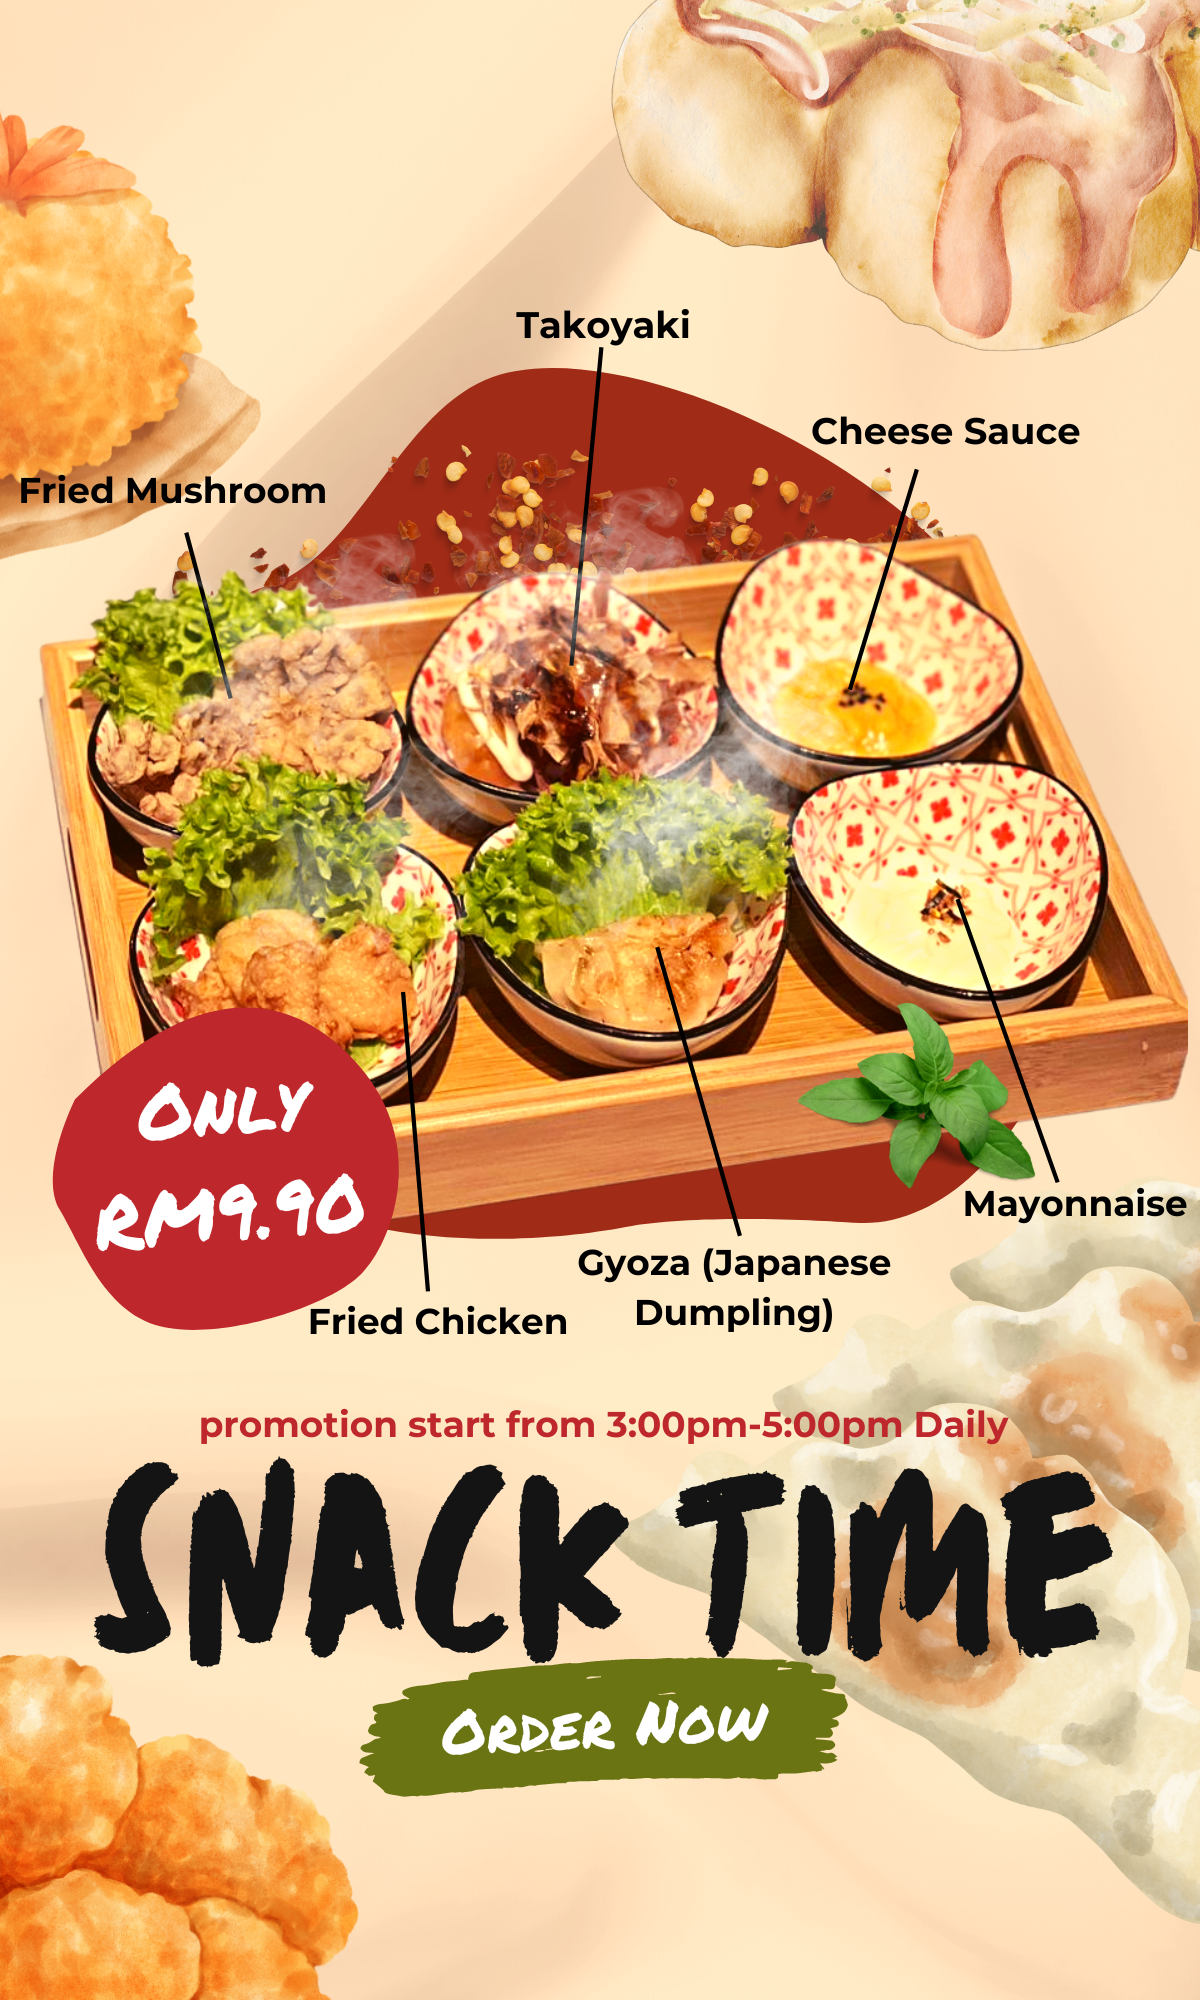 Takoyaki
Cheese Sauce
Fried Mushroom
ONLY
RM9.90
Mayonnaise
Gyoza (Japanese
Dumpling)
Fried Chicken
promotion start from 3:00pm-5:00pm Daily
SNACK TIME
ORDER NOW